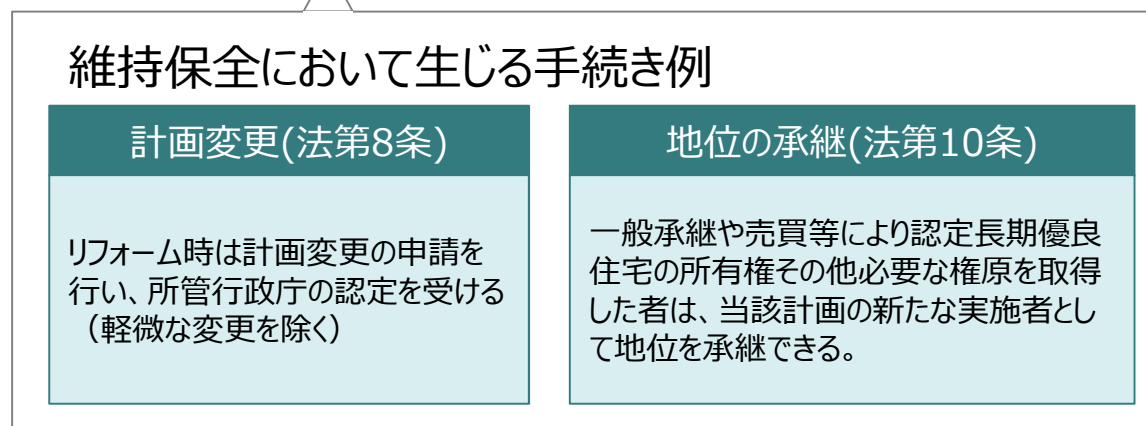 維持保全において生じる手続き例
計画変更(法第8条)
リフォーム時は計画変更の申請を
行い、所管行政庁の認定を受ける
（軽微な変更を除く）
地位の承継(法第10条)
一般承継や売買等により認定長期優良
住宅の所有権その他必要な権原を取得
した者は、当該計画の新たな実施者とし
て地位を承継できる。